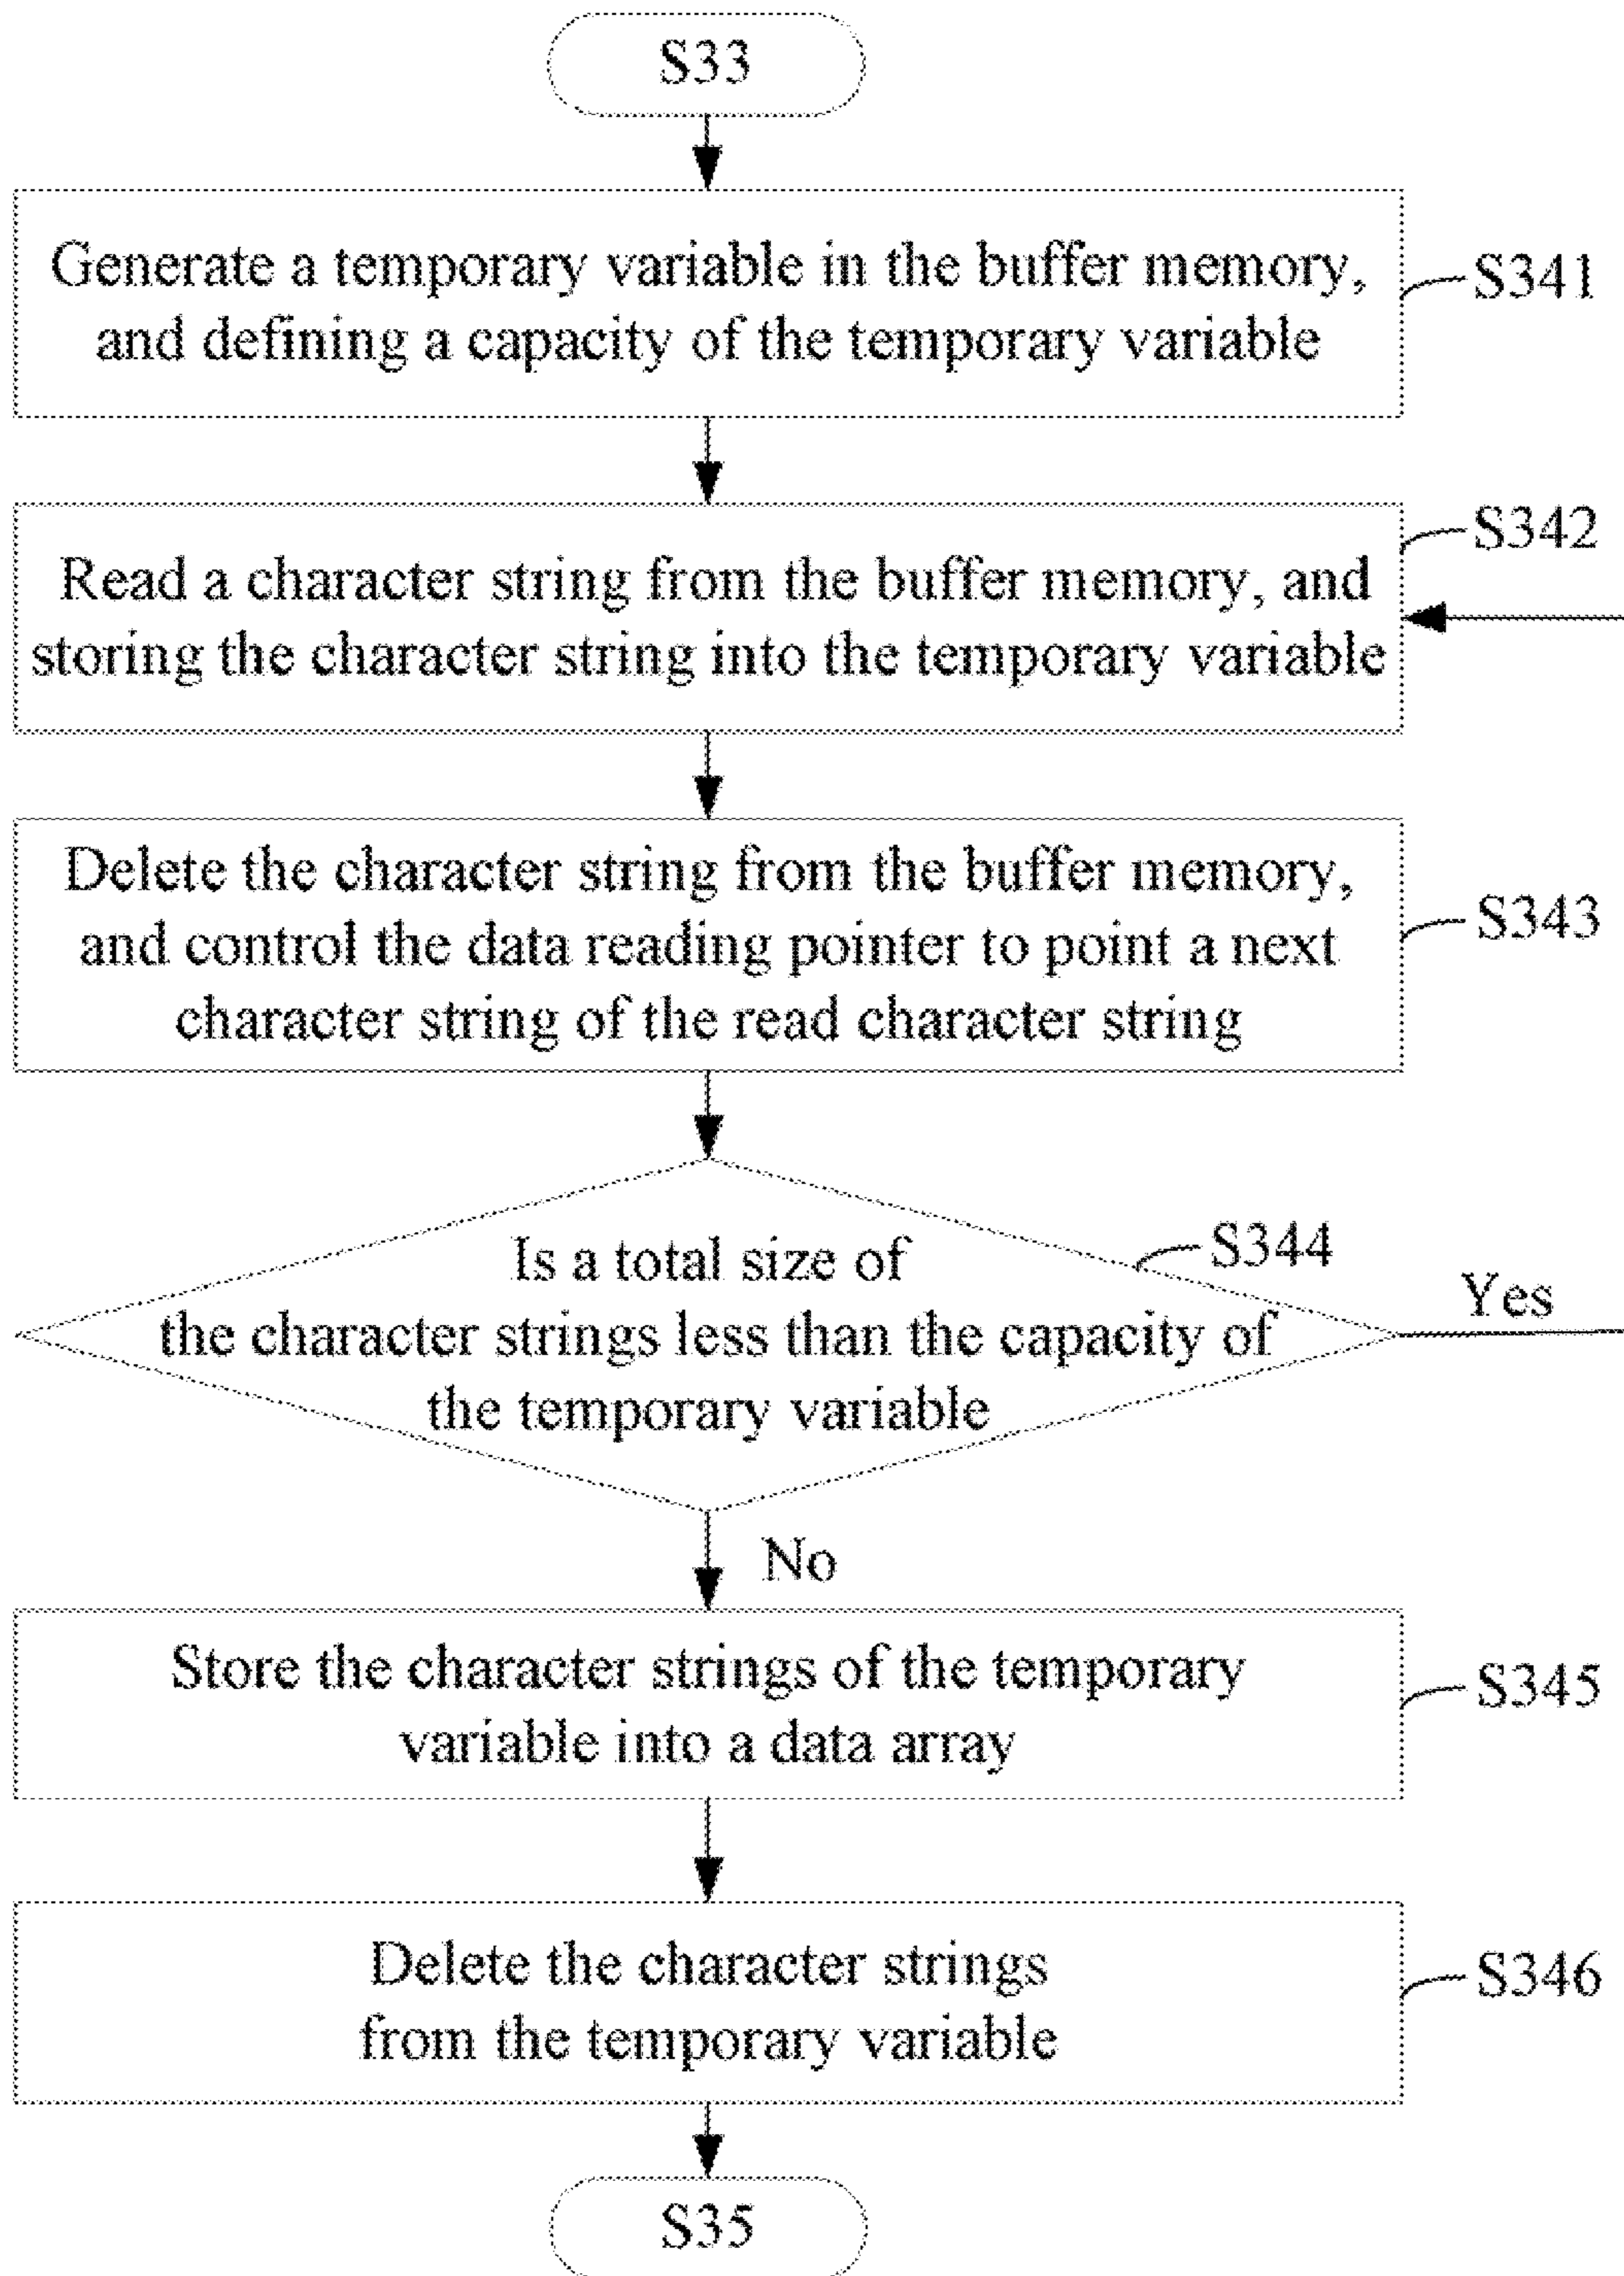 S33
Generate a temporary variable in the buffer memory,
and defining a capacity of the temporary variable
S341
Read a character string from the buffer memory, and
storing the character string into the temporary variable
S342
Delete the character string from the buffer memory,
and control the data reading pointer to point a next
character string of the read character string
S343
Is a total size of
the character strings less than the capacity of
the temporary variable
S344
Yes
No
Store the character strings of the temporary
variable into a data array
S345
Delete the character strings
from the temporary variable
S346
S35